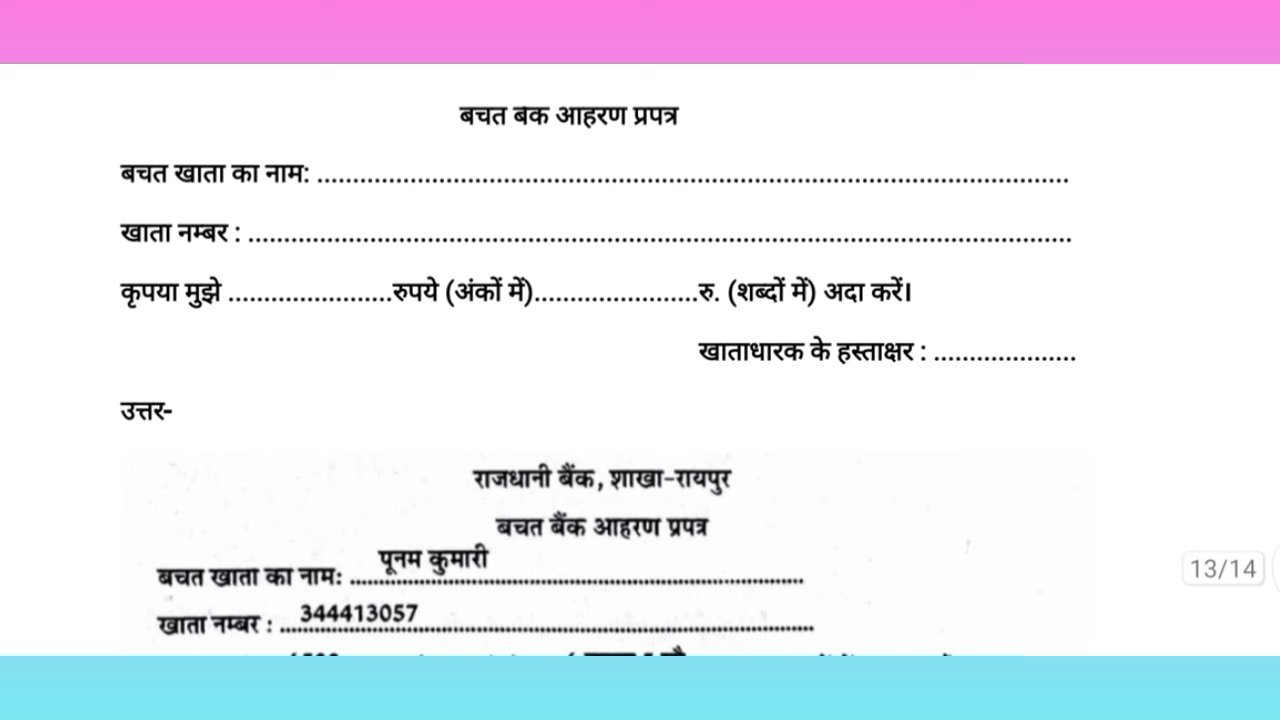 बचत बक आहरण प्रपत्र
बचत खाता का नाम: ........................................................................................................
खाता नम्बर : ..................................................................................................................
कृपया मुझे .......................रुपये (अंकों में).......................रु. (शब्दों में) अदा करें।
खाताधारक के हस्ताक्षर : ....................
उत्तर-
राजधानी बैंक, शाखा-रायपुर
बचत बैंक आहरण प्रपत्र
बचत खाता का नाम: पूनम कुमारी
खाता नम्बर : 344413057
13/14